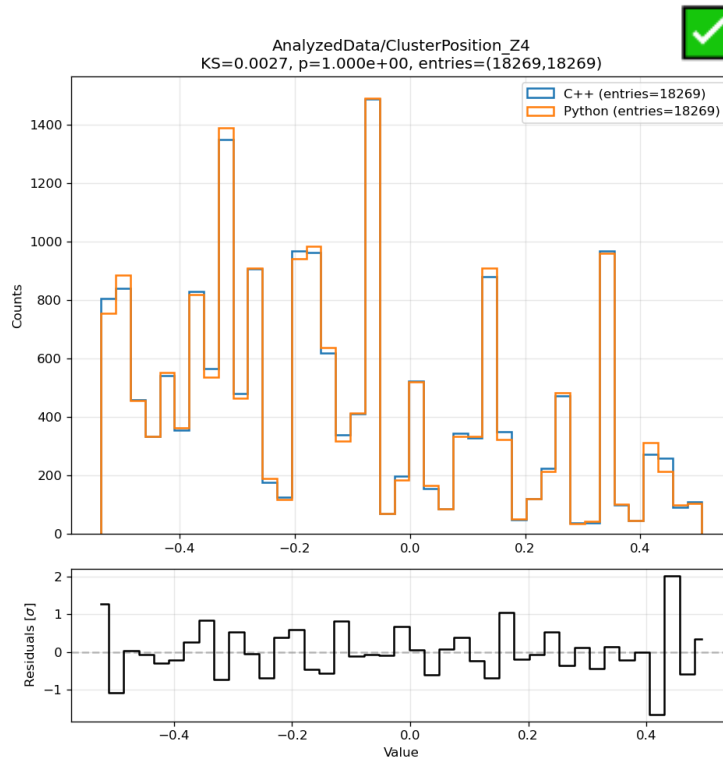 AnalyzedData/ClusterPosition_Z4
KS=0.0027, p=1.000e+00, entries=(18269,18269)
C++ (entries=18269)
Python (entries=18269)
Counts
1400
1200
1000
800
600
400
200
0
−0.4 −0.2 0.0 0.2 0.4
Residuals [σ]
2
1
0
−1
−0.4 −0.2 0.0 0.2 0.4
Value